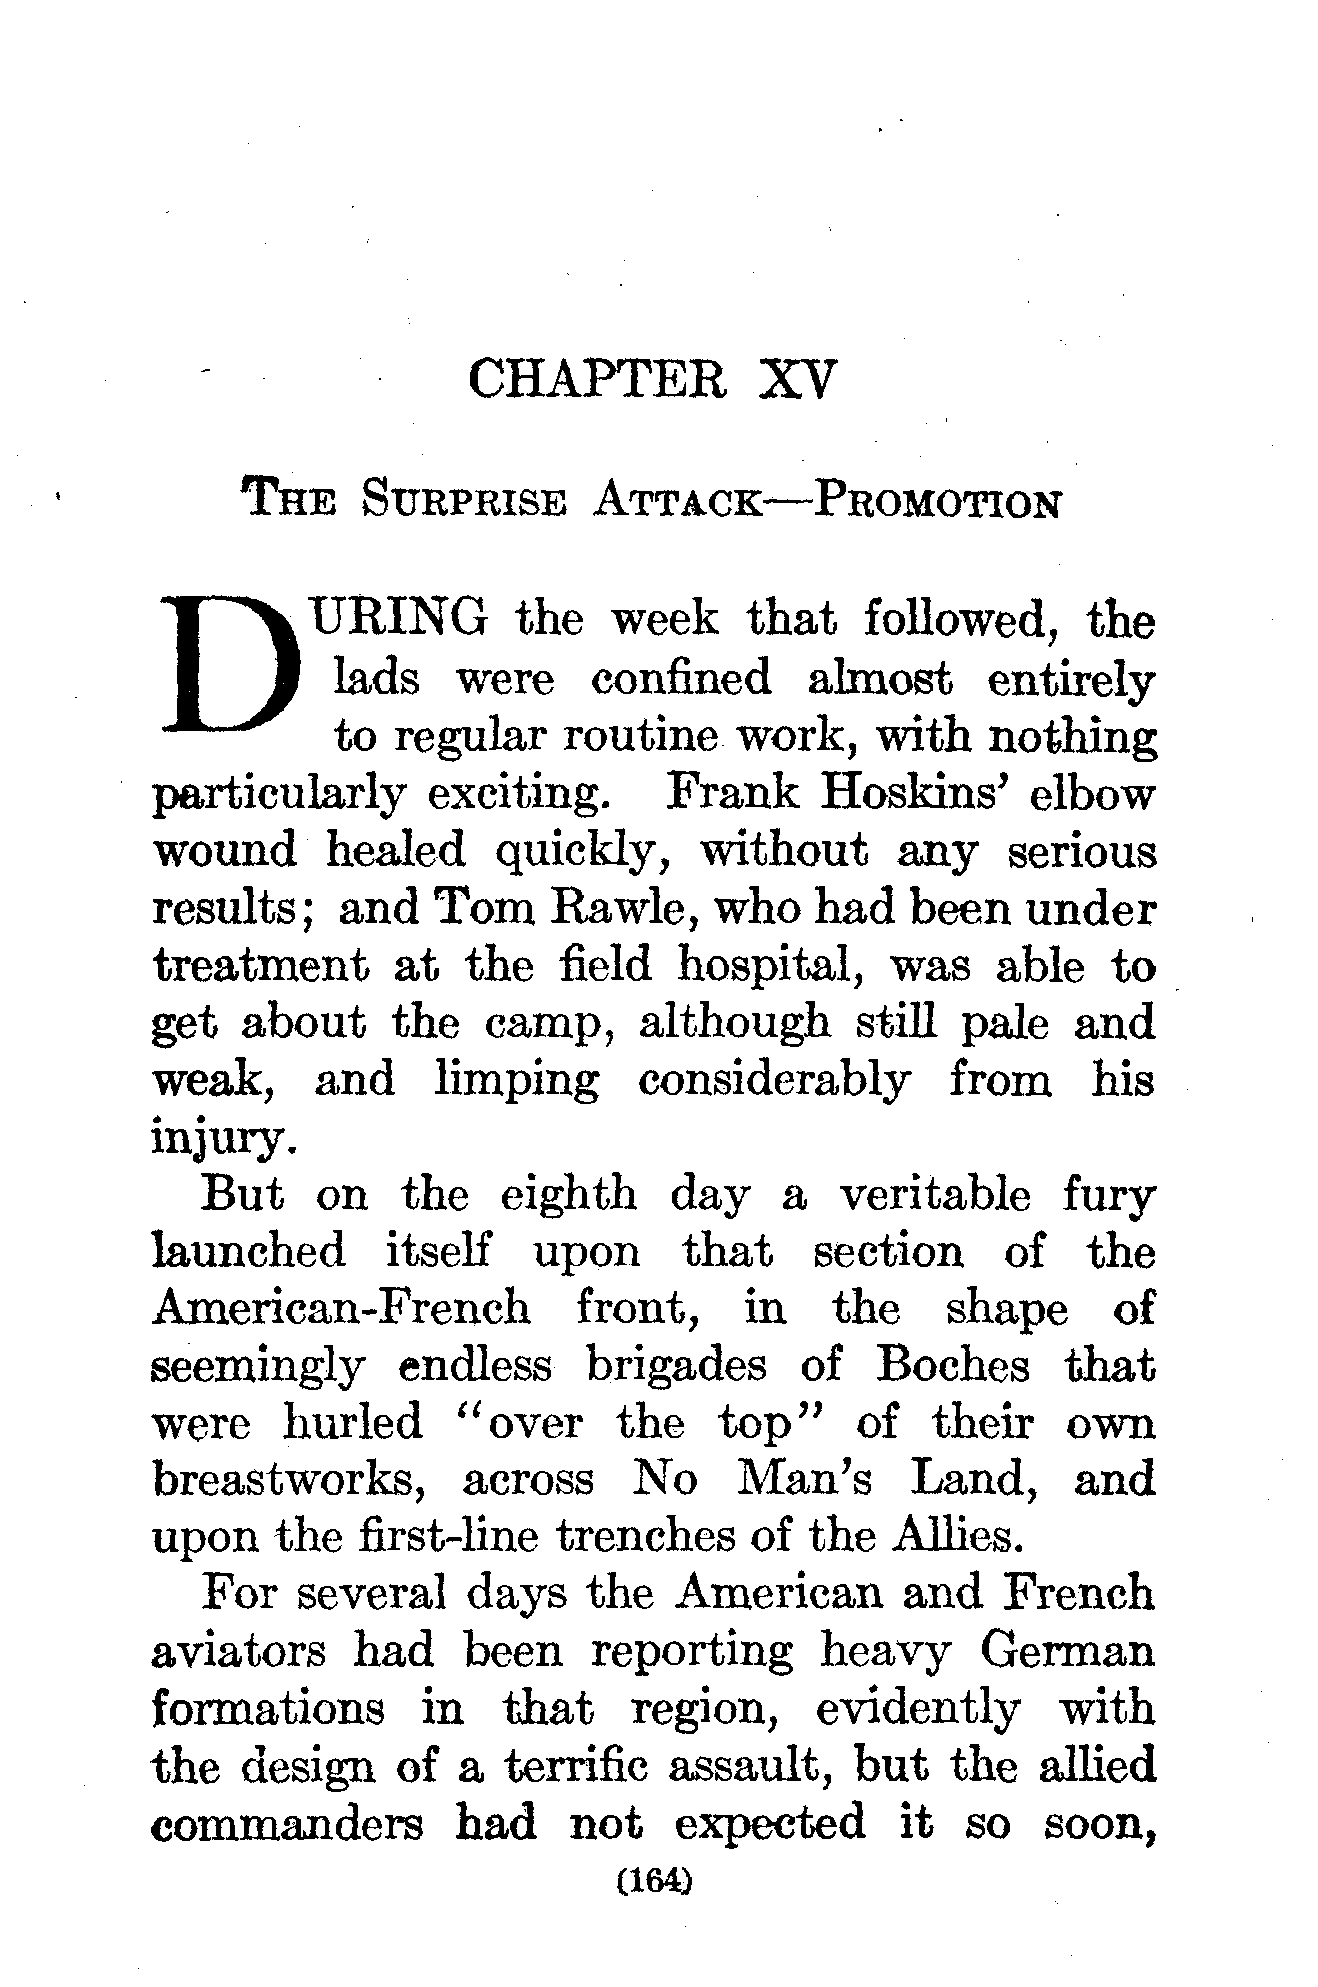 CHAPTER XV
THE SURPRISE ATTACK—PROMOTION
DURING the week that followed, the
lads were confined almost entirely
to regular routine work, with nothing
particularly exciting. Frank Hoskins' elbow
wound healed quickly, without any serious
results; and Tom Rawle, who had been under
treatment at the field hospital, was able to
get about the camp, although still pale and
weak, and limping considerably from his
injury.
But on the eighth day a veritable fury
launched itself upon that section of the
American-French front, in the shape of
seemingly endless brigades of Boches that
were hurled "over the top" of their own
breastworks, across No Man's Land, and
upon the first-line trenches of the Allies.
For several days the American and French
aviators had been reporting heavy German
formations in that region, evidently with
the design of a terrific assault, but the allied
commanders had not expected it so soon,
(164)